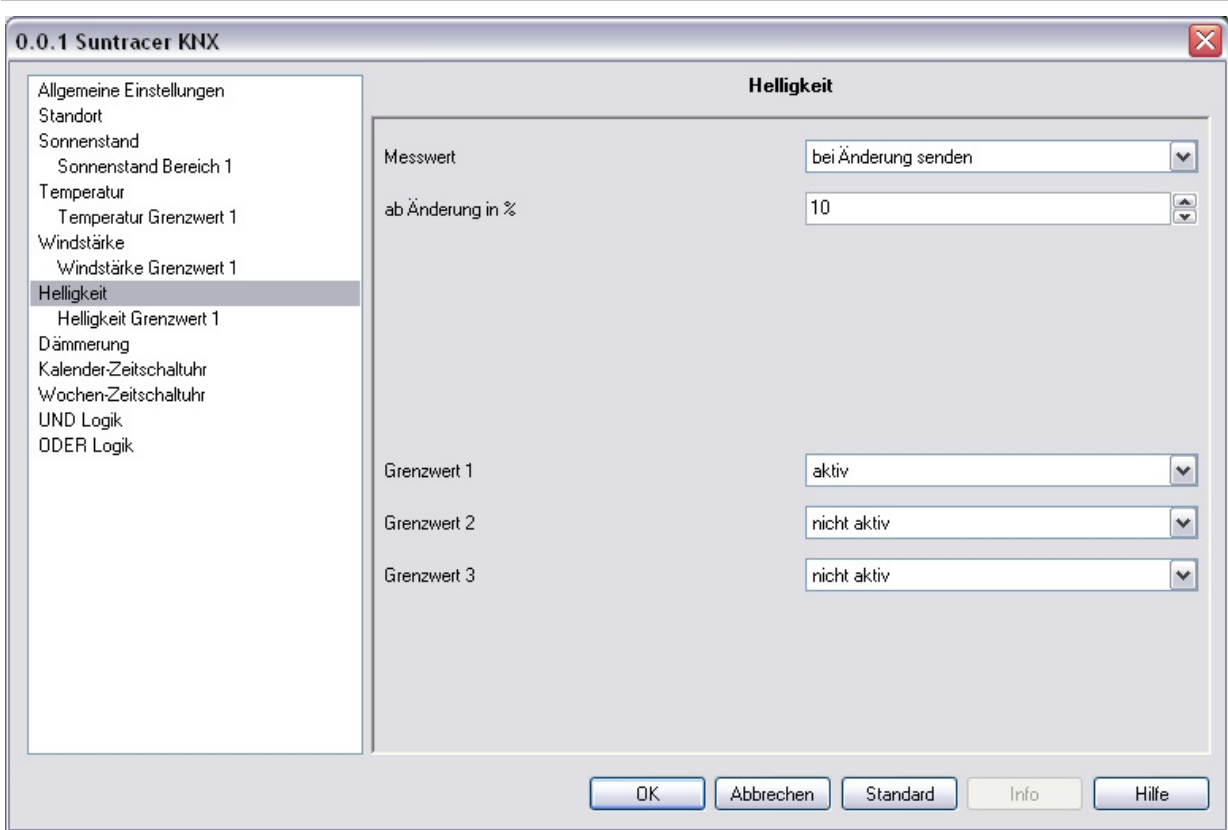 0.0.1 Suntracer KNX
Allgemeine Einstellungen
Standort
Sonnenstand
Sonnenstand Bereich 1
Temperatur
Temperatur Grenzwert 1
Windstärke
Windstärke Grenzwert 1
Helligkeit
Helligkeit Grenzwert 1
Dämmerung
Kalender-Zeitschaltuhr
Wochen-Zeitschaltuhr
UND Logik
ODER Logik
Helligkeit
Messwert bei Änderung senden
ab Änderung in % 10
Grenzwert 1 aktiv
Grenzwert 2 nicht aktiv
Grenzwert 3 nicht aktiv
OK Abbrechen Standard Info Hilfe